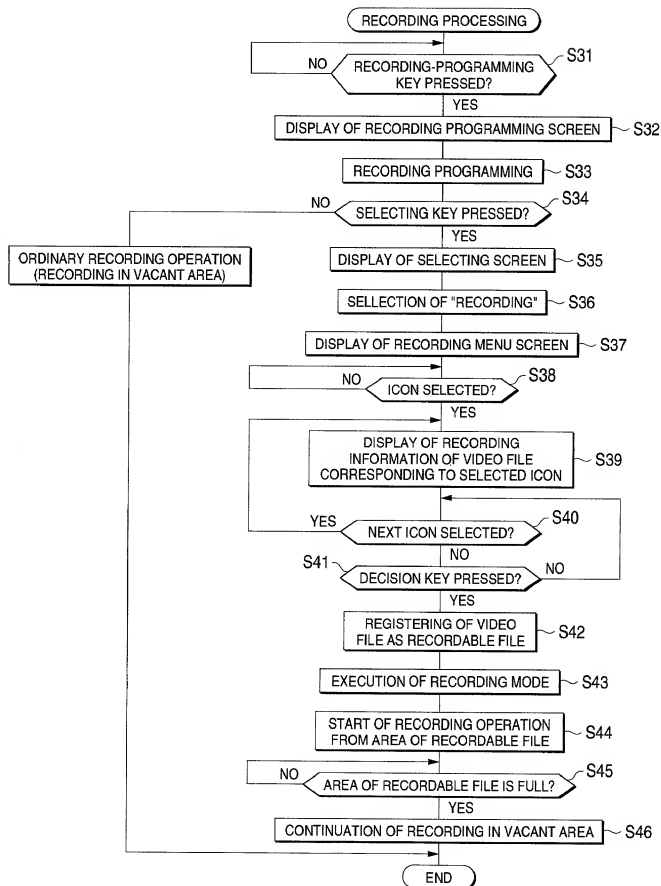 RECORDING PROCESSING
NO
RECORDING-PROGRAMMING
KEY PRESSED?
S31
YES
DISPLAY OF RECORDING PROGRAMMING SCREEN
S32
RECORDING PROGRAMMING
S33
NO
SELECTING KEY PRESSED?
S34
YES
ORDINARY RECORDING OPERATION
(RECORDING IN VACANT AREA)
DISPLAY OF SELECTING SCREEN
S35
SELLECTION OF "RECORDING"
S36
DISPLAY OF RECORDING MENU SCREEN
S37
NO
ICON SELECTED?
S38
YES
DISPLAY OF RECORDING
INFORMATION OF VIDEO FILE
CORRESPONDING TO SELECTED ICON
S39
YES
NEXT ICON SELECTED?
S40
NO
S41
DECISION KEY PRESSED?
NO
YES
REGISTERING OF VIDEO
FILE AS RECORDABLE FILE
S42
EXECUTION OF RECORDING MODE
S43
START OF RECORDING OPERATION
FROM AREA OF RECORDABLE FILE
S44
NO
AREA OF RECORDABLE FILE IS FULL?
S45
YES
CONTINUATION OF RECORDING IN VACANT AREA
S46
END